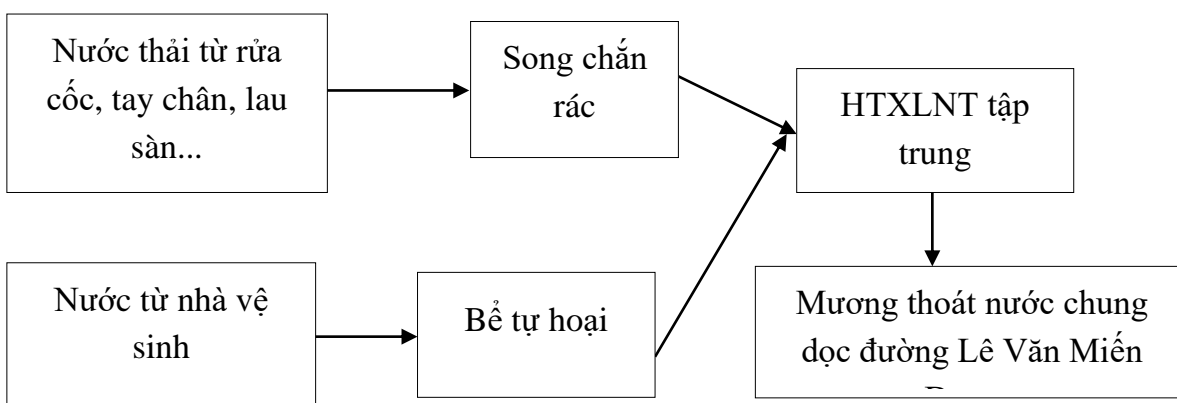 Nước thải từ rửa
cốc, tay chân, lau
sàn...
Song chắn
rác
HTXLNT tập
trung
Nước từ nhà vệ
sinh
Bể tự hoại
Mương thoát nước chung
dọc đường Lê Văn Miến